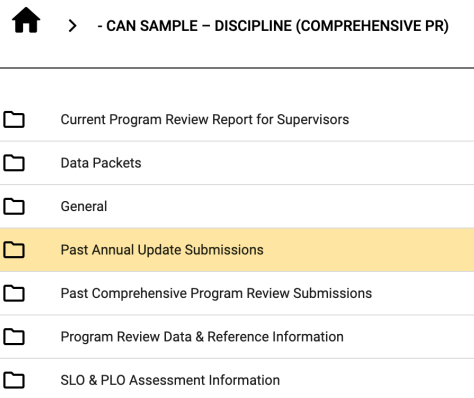 - CAN SAMPLE – DISCIPLINE (COMPREHENSIVE PR)
Current Program Review Report for Supervisors
Data Packets
General
Past Annual Update Submissions
Past Comprehensive Program Review Submissions
Program Review Data & Reference Information
SLO & PLO Assessment Information